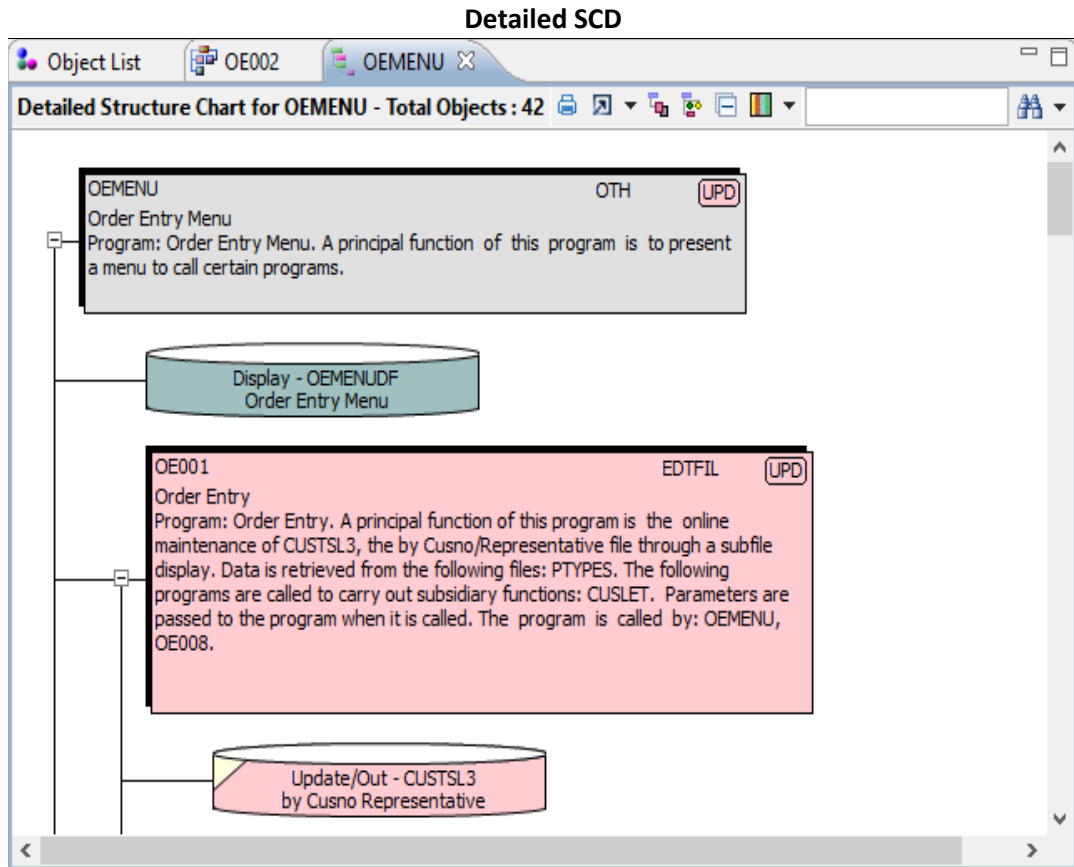 Detailed SCD
Object List OE002 OEMENU
Detailed Structure Chart for OEMENU - Total Objects : 42
OEMENU OTH UPD
Order Entry Menu
Program: Order Entry Menu. A principal function of this program is to present
a menu to call certain programs.
Display - OEMENUDF
Order Entry Menu
OE001 EDTFIL UPD
Order Entry
Program: Order Entry. A principal function of this program is the online
maintenance of CUSTSL3, the by Cusno/Representative file through a subfile
display. Data is retrieved from the following files: PTYPES. The following
programs are called to carry out subsidiary functions: CUSLET. Parameters are
passed to the program when it is called. The program is called by: OEMENU,
OE008.
Update/Out - CUSTSL3
by Cusno Representative